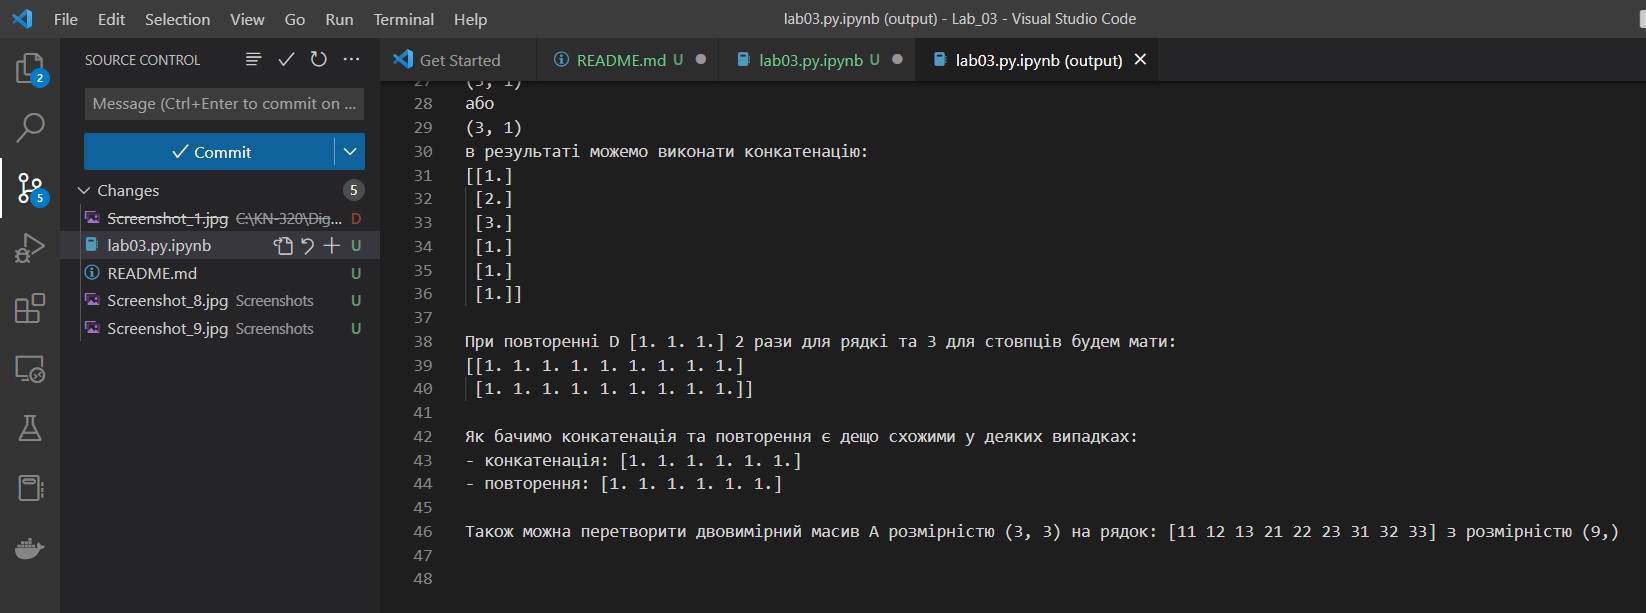 File Edit Selection View Go Run Terminal Help lab03.py.ipynb (output) - Lab_03 - Visual Studio Code
SOURCE CONTROL
Get Started README.md U lab03.py.ipynb U lab03.py.ipynb (output)
Message (Ctrl+Enter to commit on ...
Commit
Changes 5
Screenshot_1.jpg C:\KN-320\Dig... D
lab03.py.ipynb U
README.md U
Screenshot_8.jpg Screenshots U
Screenshot_9.jpg Screenshots U
2
5
27 (3, 1)
28 або
29 (3, 1)
30 в результаті можемо виконати конкатенацію:
31 [[1.]
32 [2.]
33 [3.]
34 [1.]
35 [1.]
36 [1.]]
37
38 При повторенні D [1. 1. 1.] 2 рази для рядкі та 3 для стовпців будем мати:
39 [[1. 1. 1. 1. 1. 1. 1. 1. 1.]
40 [1. 1. 1. 1. 1. 1. 1. 1. 1.]]
41
42 Як бачимо конкатенація та повторення є дещо схожими у деяких випадках:
43 - конкатенація: [1. 1. 1. 1. 1. 1.]
44 - повторення: [1. 1. 1. 1. 1. 1.]
45
46 Також можна перетворити двовимірний масив A розмірністю (3, 3) на рядок: [11 12 13 21 22 23 31 32 33] з розмірністю (9,)
47
48